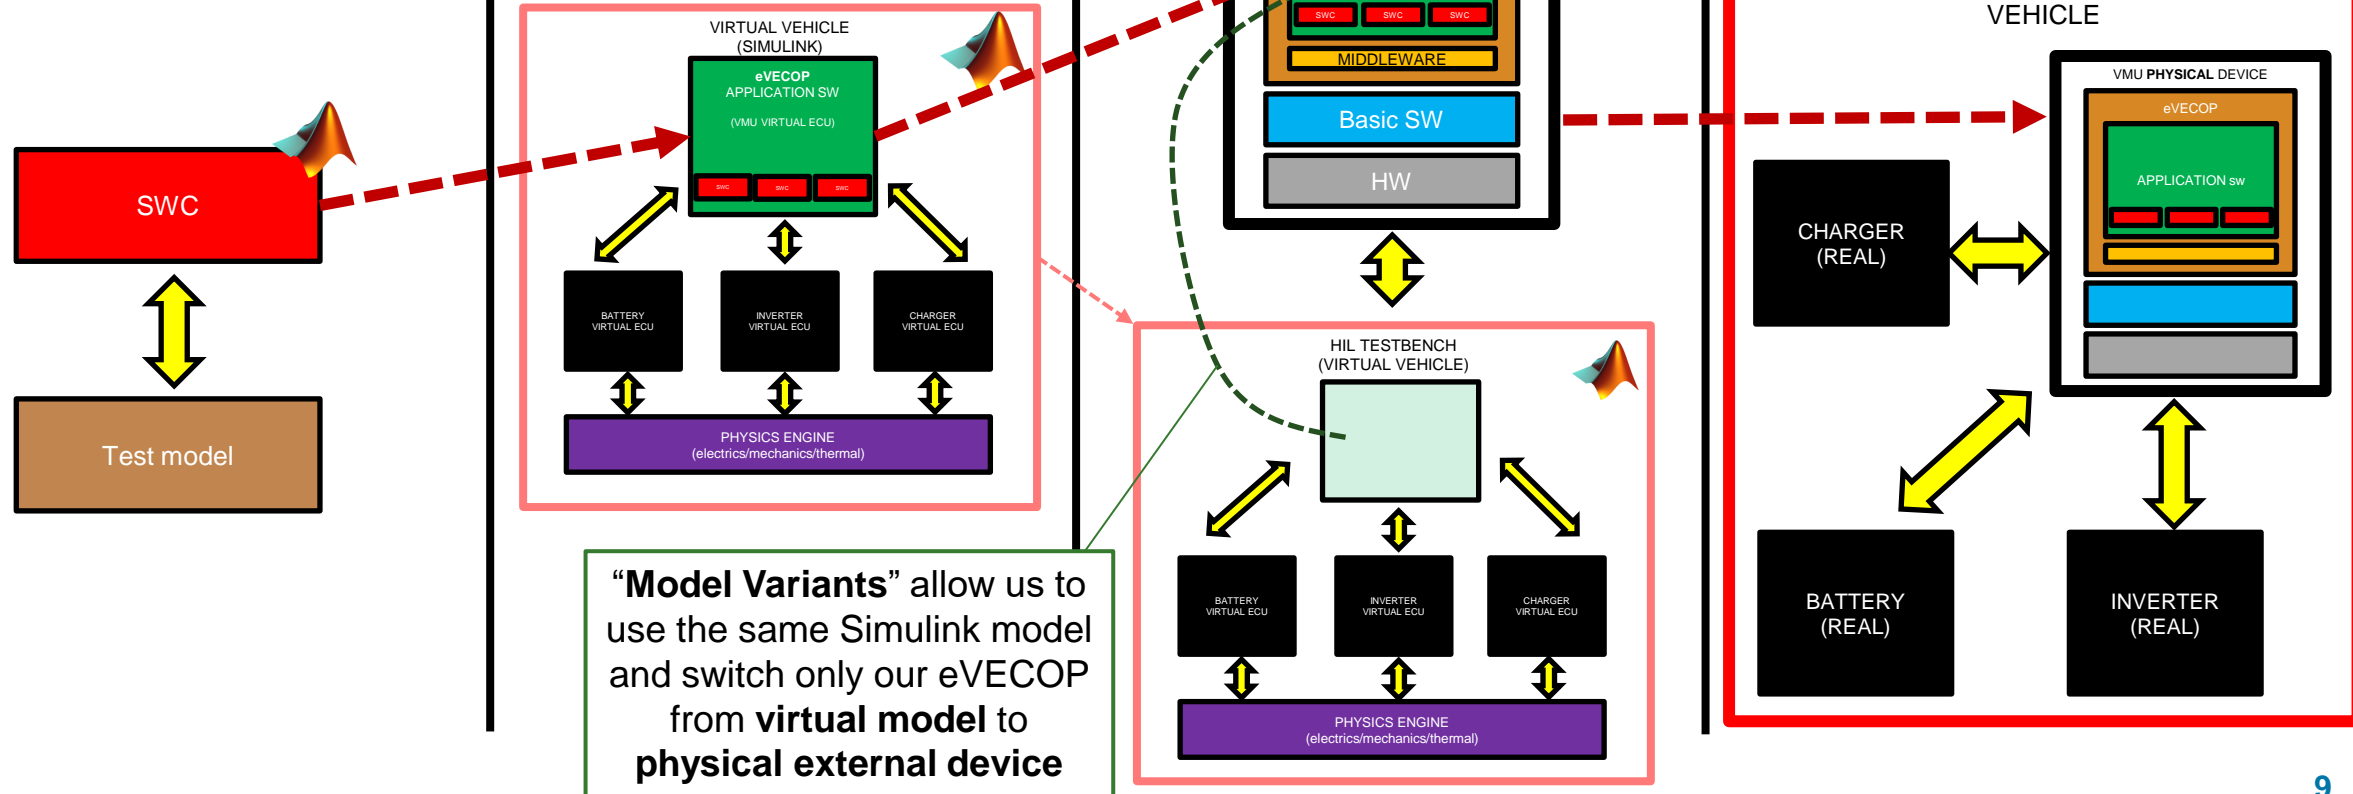 SWC
Test model
VIRTUAL VEHICLE
(SIMULINK)
eVECOP
APPLICATION SW
(VMU VIRTUAL ECU)
SWC SWC SWC
BATTERY
VIRTUAL ECU
INVERTER
VIRTUAL ECU
CHARGER
VIRTUAL ECU
PHYSICS ENGINE
(electrics/mechanics/thermal)
“Model Variants” allow us to
use the same Simulink model
and switch only our eVECOP
from virtual model to
physical external device
SWC SWC SWC
MIDDLEWARE
Basic SW
HW
HIL TESTBENCH
(VIRTUAL VEHICLE)
BATTERY
VIRTUAL ECU
INVERTER
VIRTUAL ECU
CHARGER
VIRTUAL ECU
PHYSICS ENGINE
(electrics/mechanics/thermal)
VEHICLE
VMU PHYSICAL DEVICE
eVECOP
APPLICATION sw
CHARGER
(REAL)
BATTERY
(REAL)
INVERTER
(REAL)
9